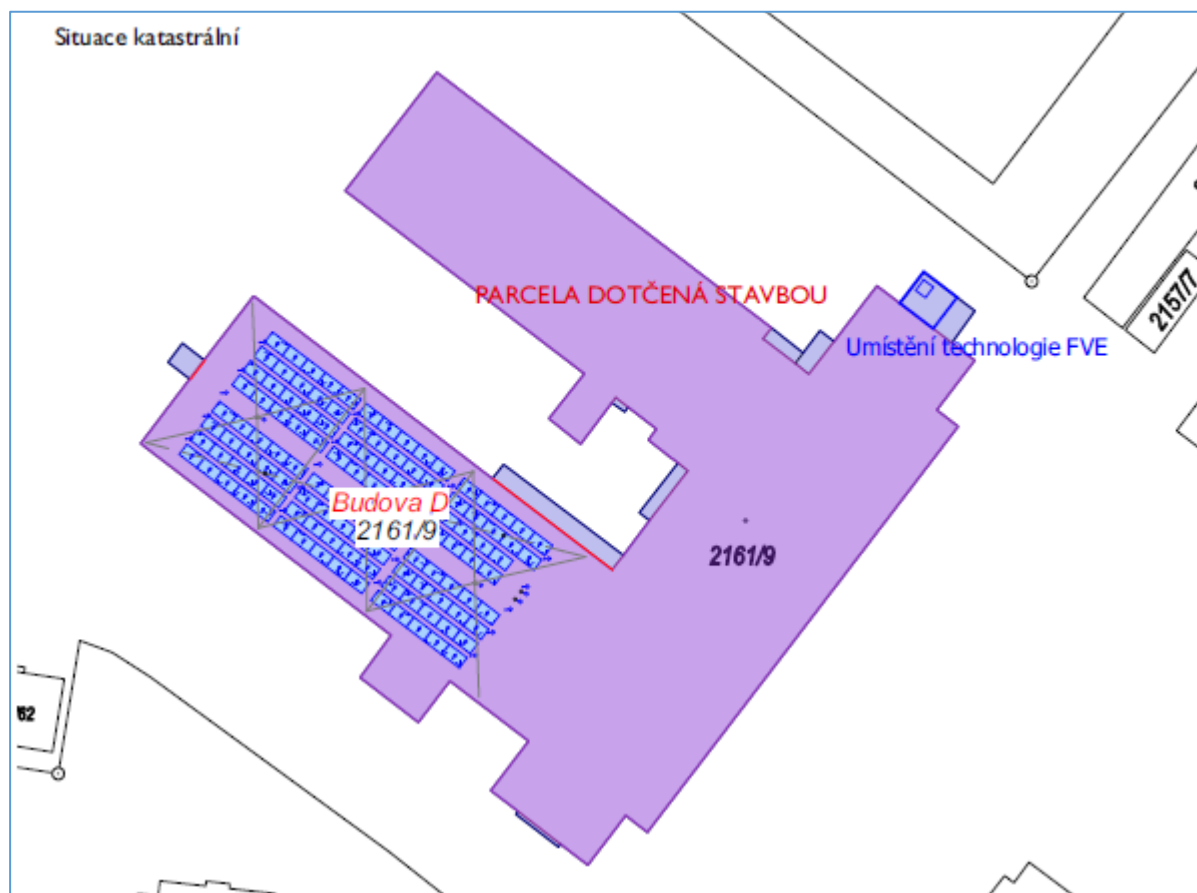 Situace katastrální
PARCELA DOTČENÁ STAVBOU
2157/7
Umístění technologie FVE
Budova D
2161/9
2161/9
62